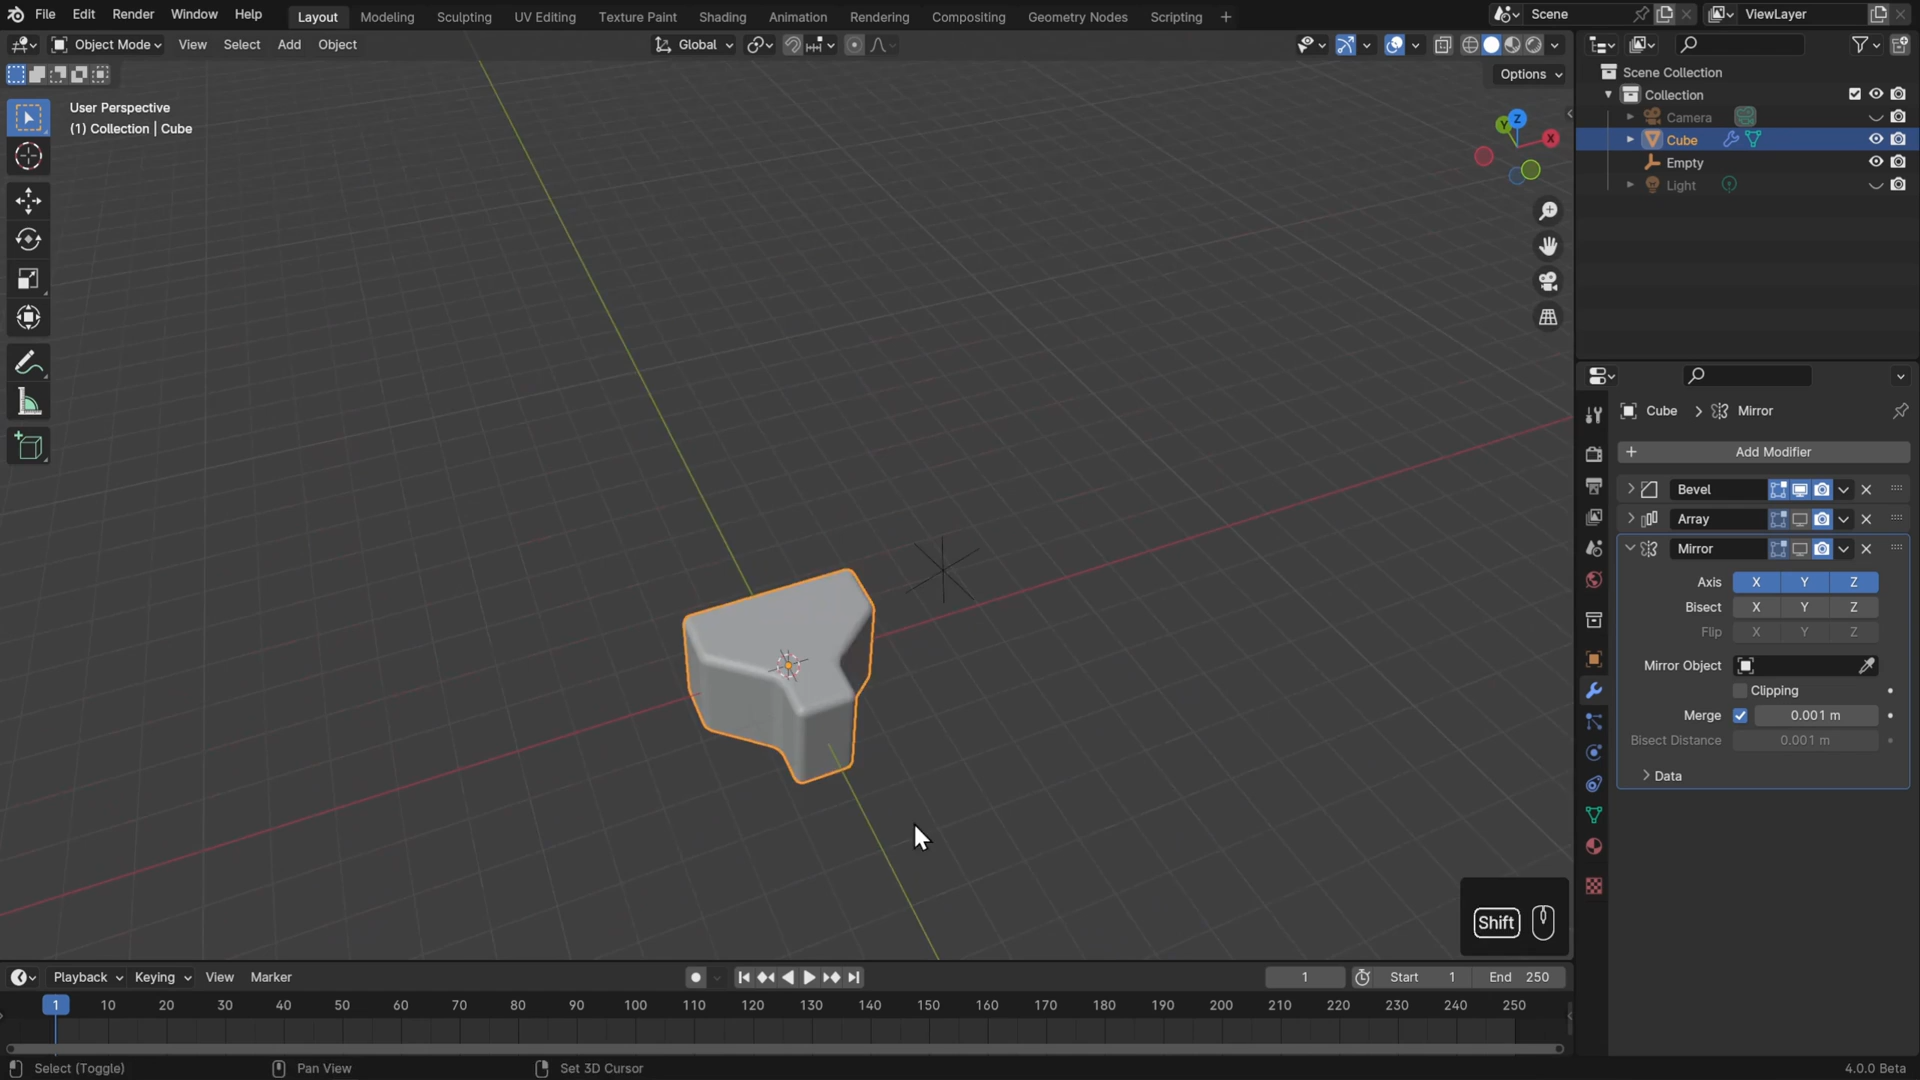 File Edit Render Window Help Layout Modeling Sculpting UV Editing Texture Paint Shading Animation Rendering Compositing Geometry Nodes Scripting + Scene ViewLayer
Object Mode View Select Add Object Global
Options
User Perspective
(1) Collection | Cube
Y Z X
Scene Collection
Collection
Camera
Cube
Empty
Light
Cube > Mirror
+ Add Modifier
Bevel
Array
Mirror
Axis X Y Z
Bisect X Y Z
Flip X Y Z
Mirror Object
Clipping
Merge 0.001 m
Bisect Distance 0.001 m
Data
Shift
Playback Keying View Marker 1 Start 1 End 250
1 10 20 30 40 50 60 70 80 90 100 110 120 130 140 150 160 170 180 190 200 210 220 230 240 250
Select (Toggle) Pan View Set 3D Cursor 4.0.0 Beta